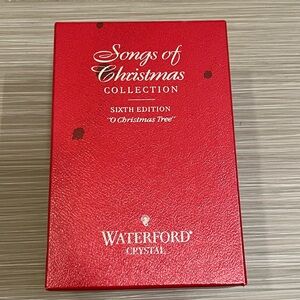 Songs of
Christmas
COLLECTION
SIXTH EDITION
"O Christmas Tree"
WATERFORD®
CRYSTAL